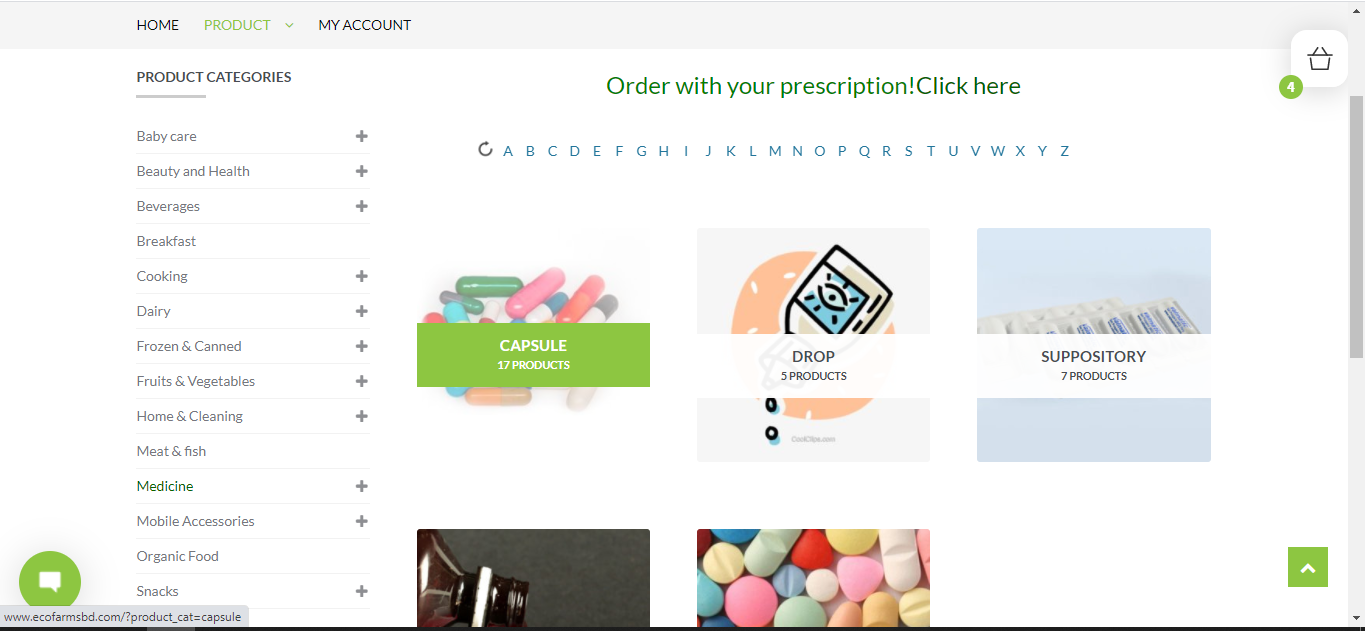 HOME PRODUCT MY ACCOUNT
PRODUCT CATEGORIES
Order with your prescription!Click here
4
A B C D E F G H I J K L M N O P Q R S T U V W X Y Z
Baby care
Beauty and Health
Beverages
Breakfast
Cooking
Dairy
Frozen & Canned
Fruits & Vegetables
Home & Cleaning
Meat & fish
Medicine
Mobile Accessories
Organic Food
Snacks
CAPSULE
17 PRODUCTS
DROP
5 PRODUCTS
CoolClips.com
SUPPOSITORY
7 PRODUCTS
www.ecofarmsbd.com/?product_cat=capsule